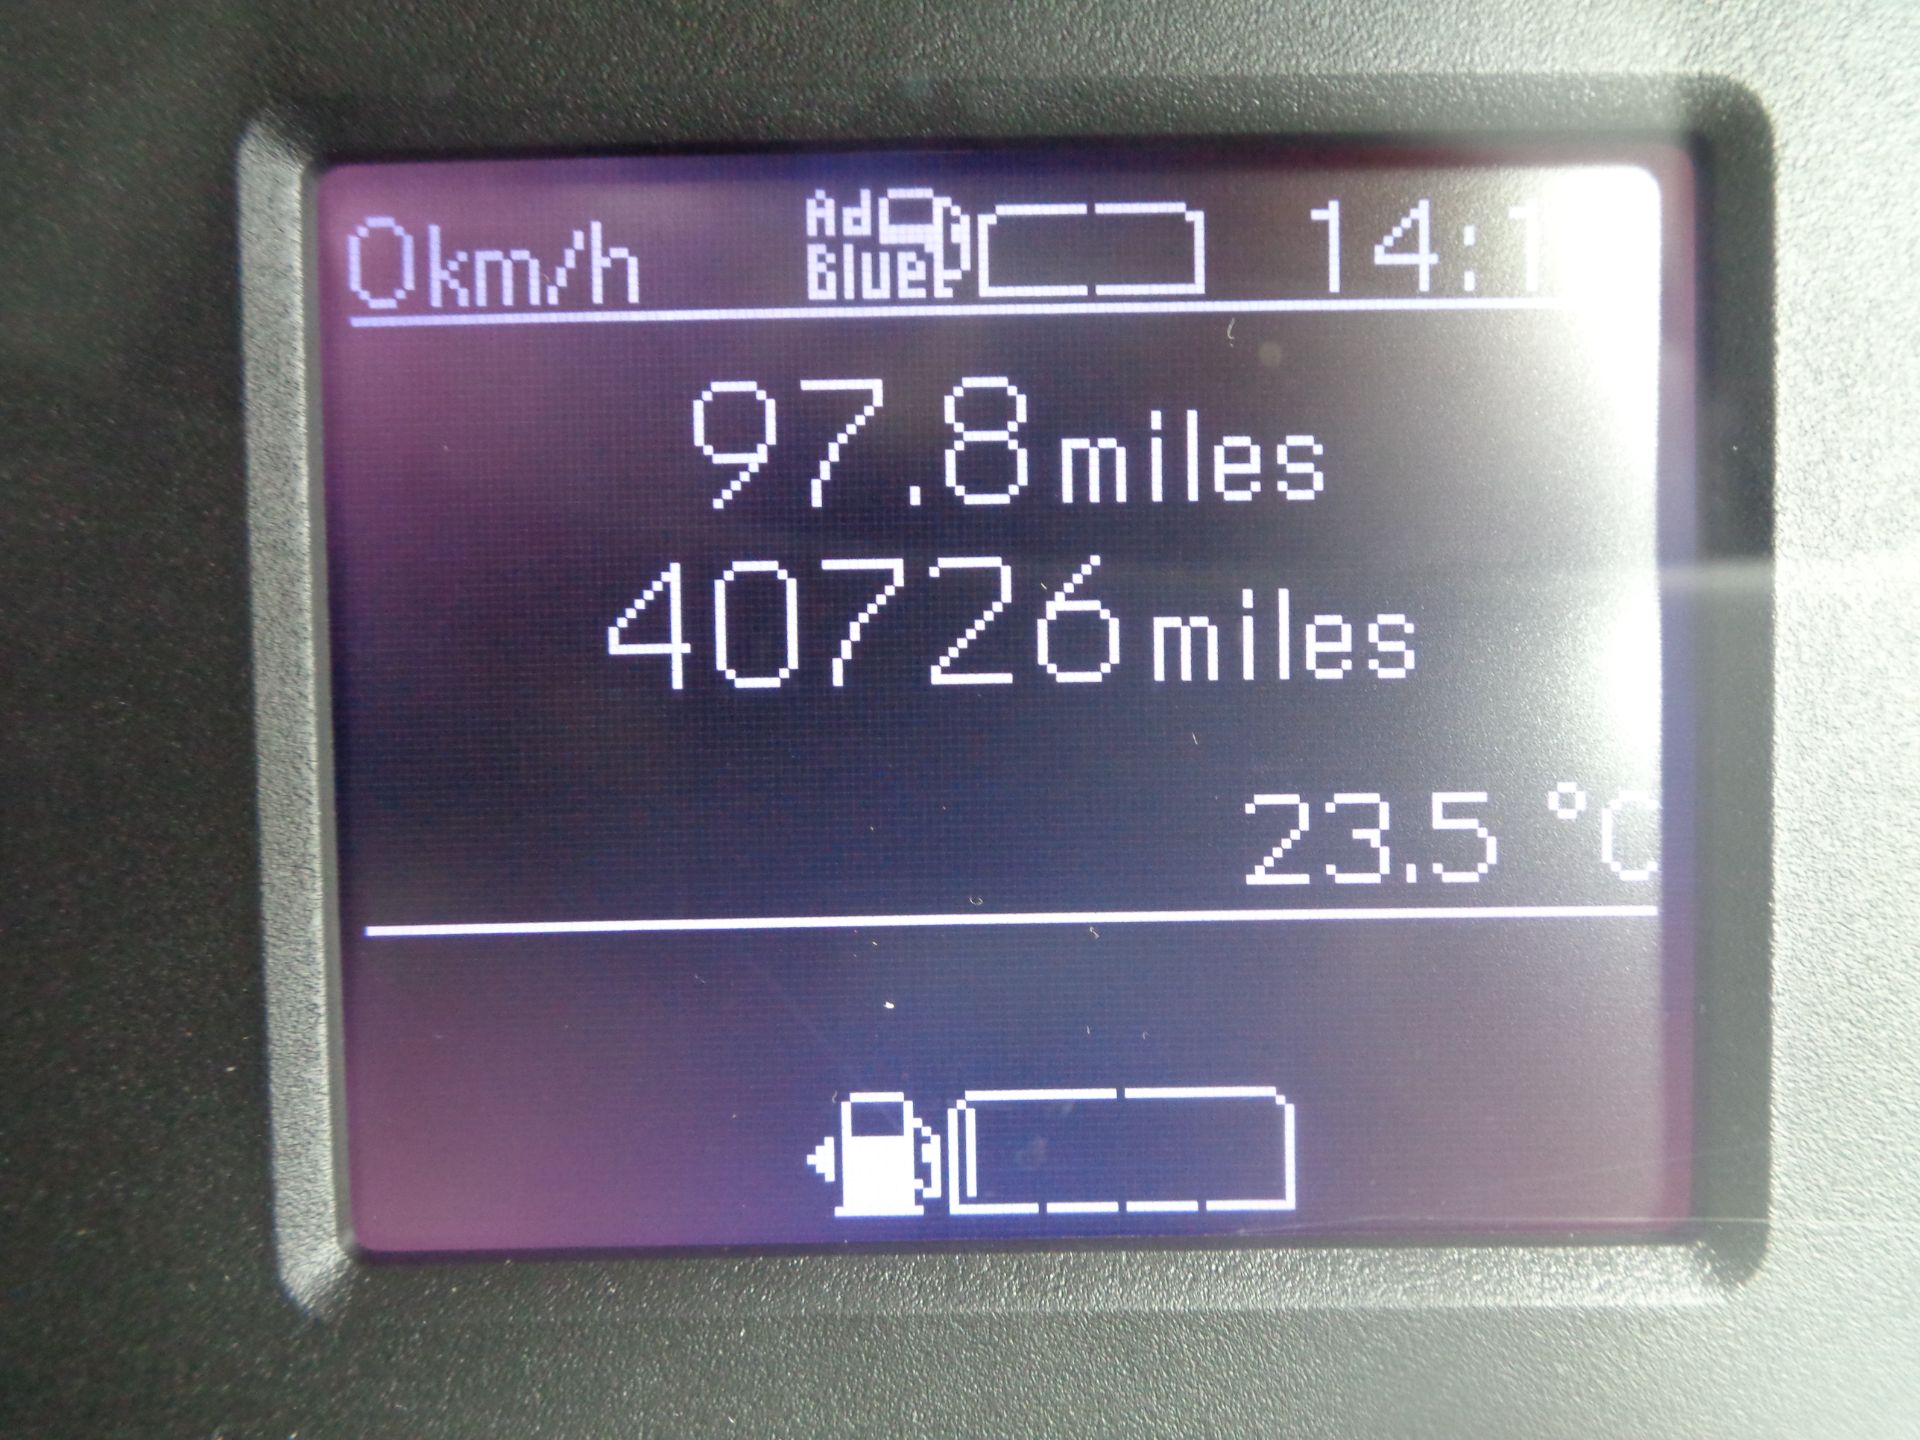 0km/h Ad Blue 14:1
97.8 miles
40726 miles
23.5 °C